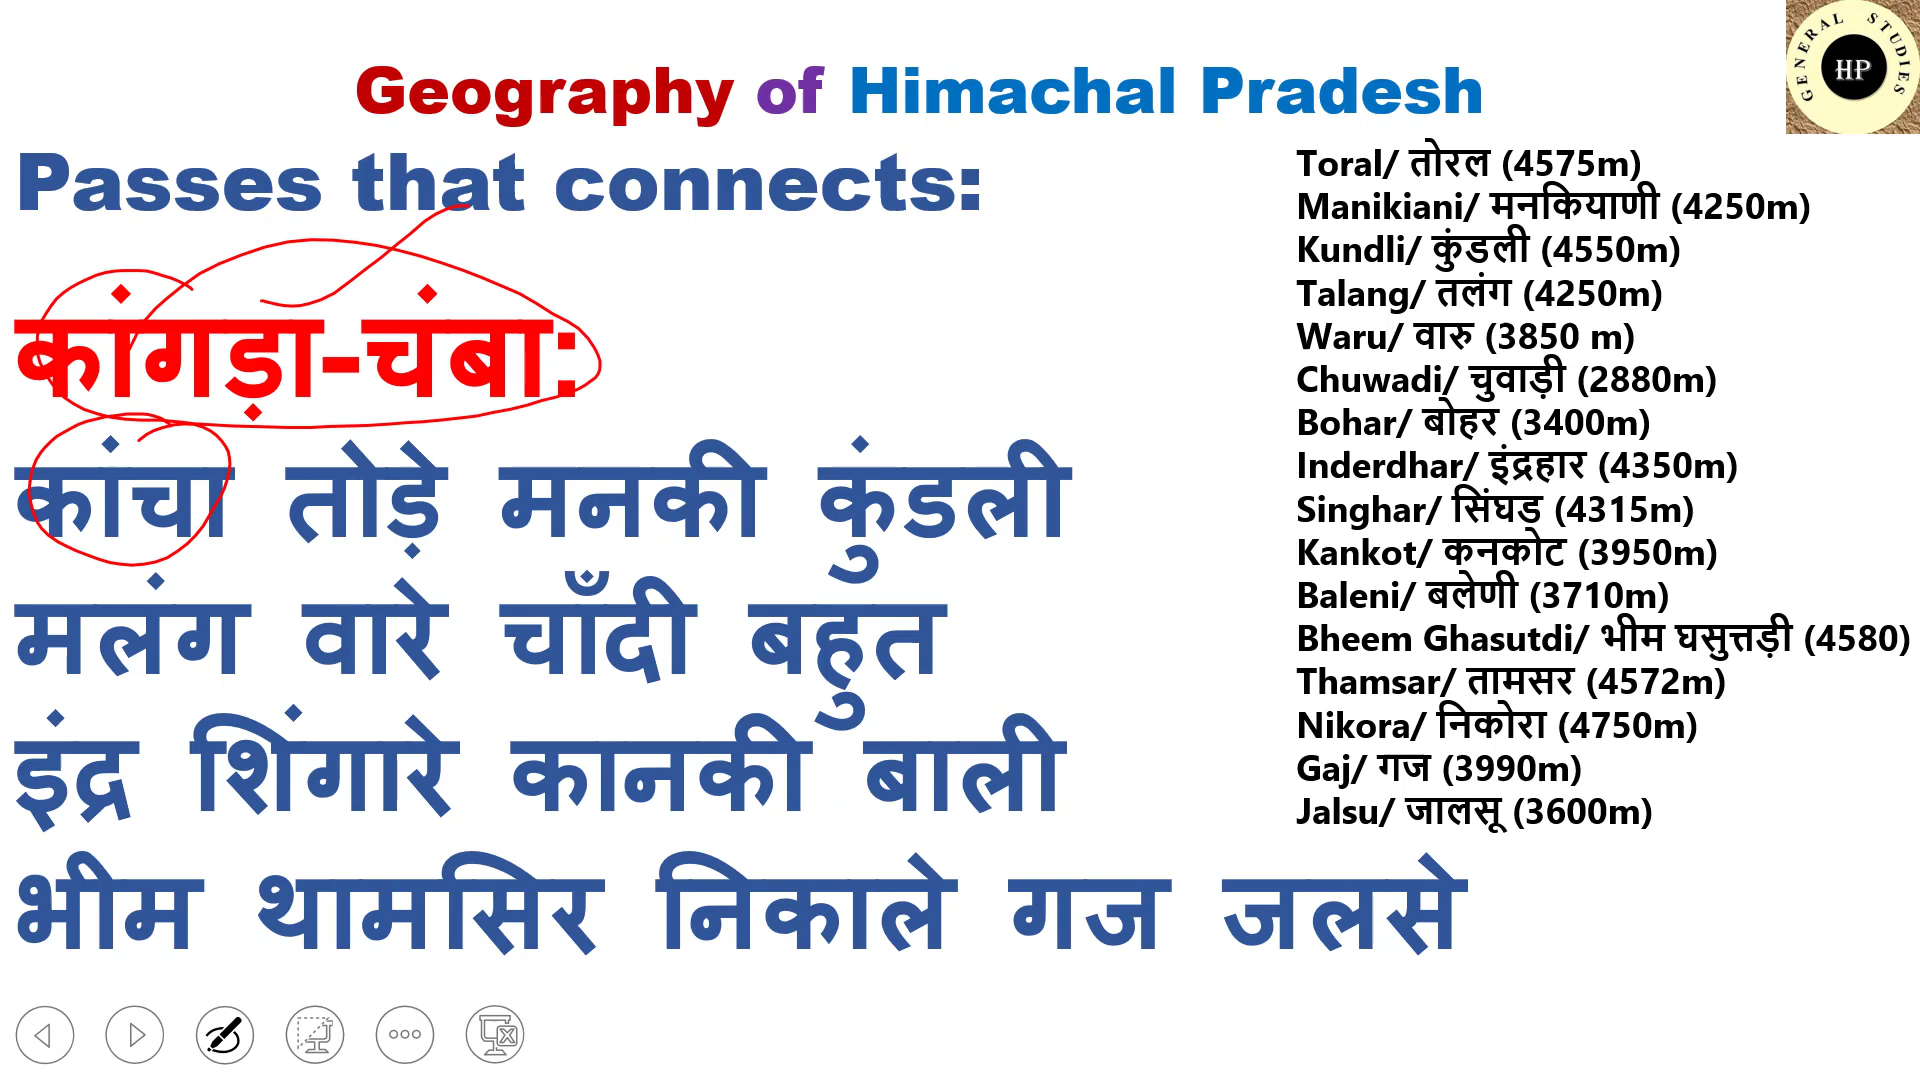 Geography of Himachal Pradesh
GENERAL STUDIES
HP
Passes that connects:
कांगड़ा-चंबा:
कांचा तोड़े मनकी कुंडली
मलंग वारे चाँदी बहुत
इंद्र शिंगारे कानकी बाली
भीम थामसिर निकाले गज जलसे
Toral/ तोरल (4575m)
Manikiani/ मनकियाणी (4250m)
Kundli/ कुंडली (4550m)
Talang/ तलंग (4250m)
Waru/ वारु (3850 m)
Chuwadi/ चुवाड़ी (2880m)
Bohar/ बोहर (3400m)
Inderdhar/ इंद्रहार (4350m)
Singhar/ सिंघड (4315m)
Kankot/ कनकोट (3950m)
Baleni/ बलेणी (3710m)
Bheem Ghasutdi/ भीम घसुत्तड़ी (4580)
Thamsar/ तामसर (4572m)
Nikora/ निकोरा (4750m)
Gaj/ गज (3990m)
Jalsu/ जालसू (3600m)